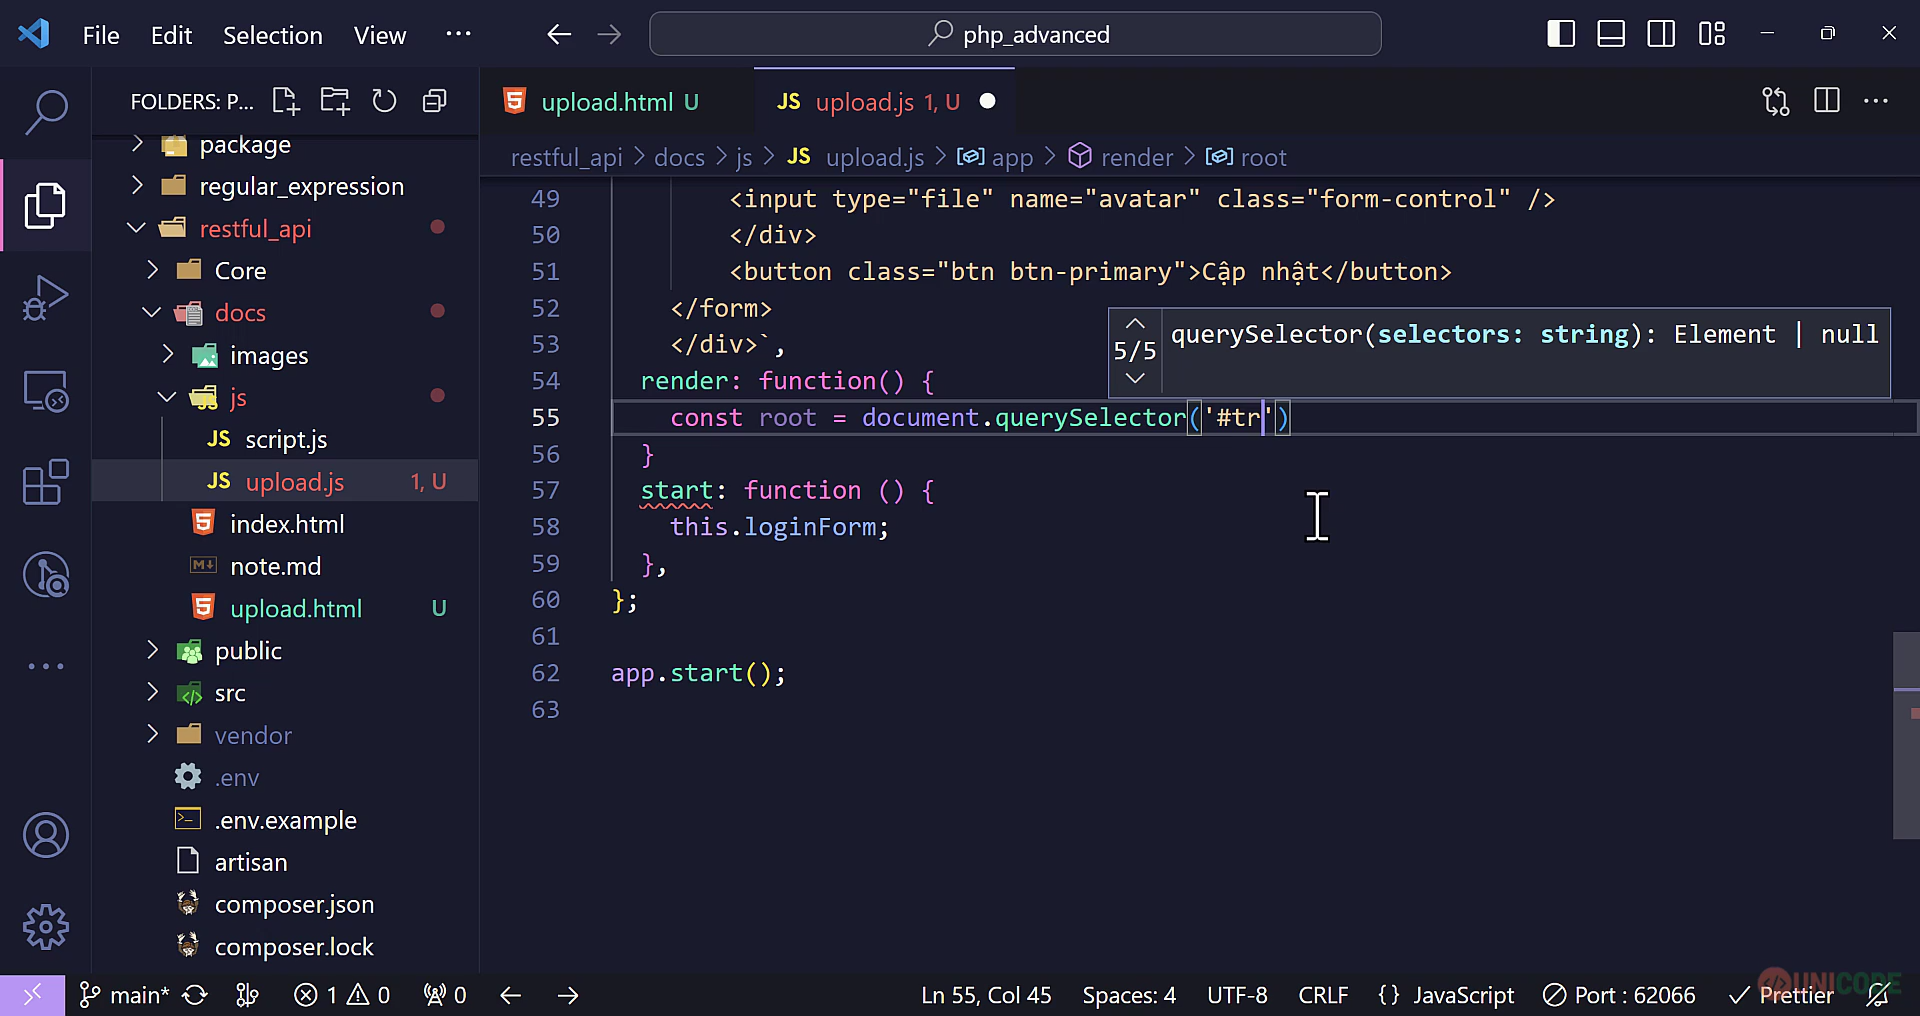 File Edit Selection View ··· php_advanced
FOLDERS: P...
upload.html U
JS upload.js 1, U
package
restful_api > docs > js > JS upload.js > app > render > root
regular_expression
restful_api
Core
docs
images
js
JS script.js
JS upload.js 1, U
index.html
note.md
upload.html U
public
src
vendor
.env
.env.example
artisan
composer.json
composer.lock
49 <input type="file" name="avatar" class="form-control" />
50 </div>
51 <button class="btn btn-primary">Cập nhật</button>
52 </form>
53 </div>`,
5/5 querySelector(selectors: string): Element | null
54 render: function() {
55 const root = document.querySelector('#tr')
56 }
57 start: function () {
58 this.loginForm;
59 },
60 };
61
62 app.start();
63
main* 1 0 0 Ln 55, Col 45 Spaces: 4 UTF-8 CRLF {} JavaScript Port : 62066 Prettier
UNICODE